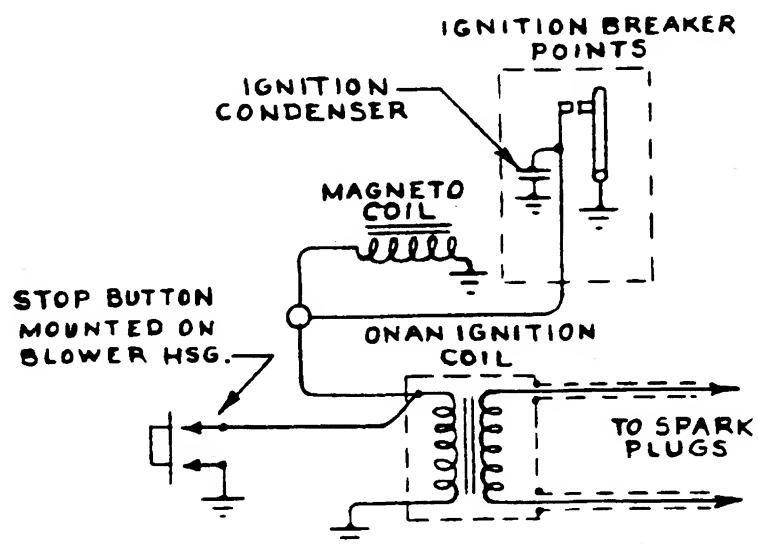 IGNITION BREAKER
POINTS
IGNITION
CONDENSER
MAGNETO
COIL
STOP BUTTON
MOUNTED ON
BLOWER HSG.
ONAN IGNITION
COIL
TO SPARK
PLUGS